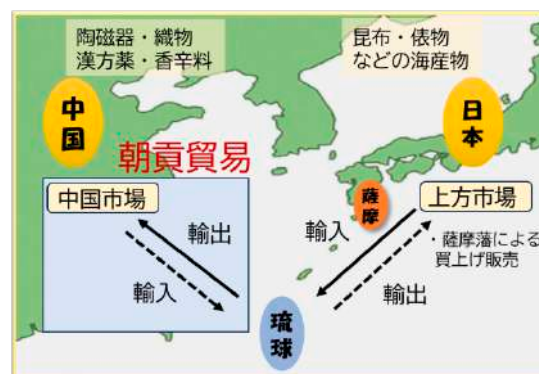 陶磁器・織物
漢方薬・香辛料
昆布・俵物
などの海産物
中国
日本
朝貢貿易
薩摩
中国市場
上方市場
輸出
輸入
輸入
・薩摩藩による
買上げ販売
輸出
琉球